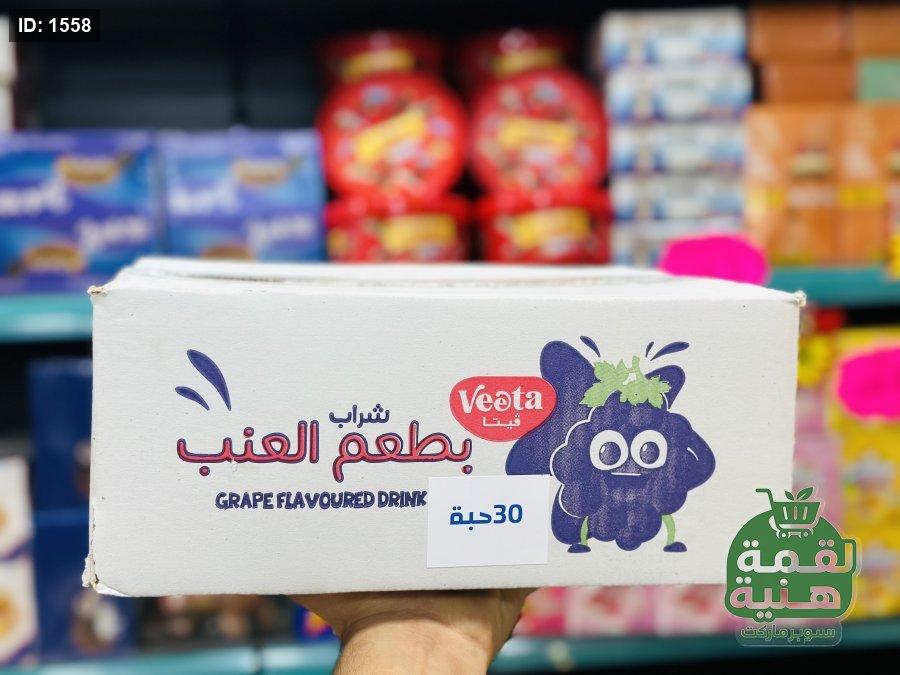 ID: 1558
شراب
بطعم العنب
GRAPE FLAVOURED DRINK
Veeta
ڤيتا
30حبة
لقمة
هنية
سوبرماركت